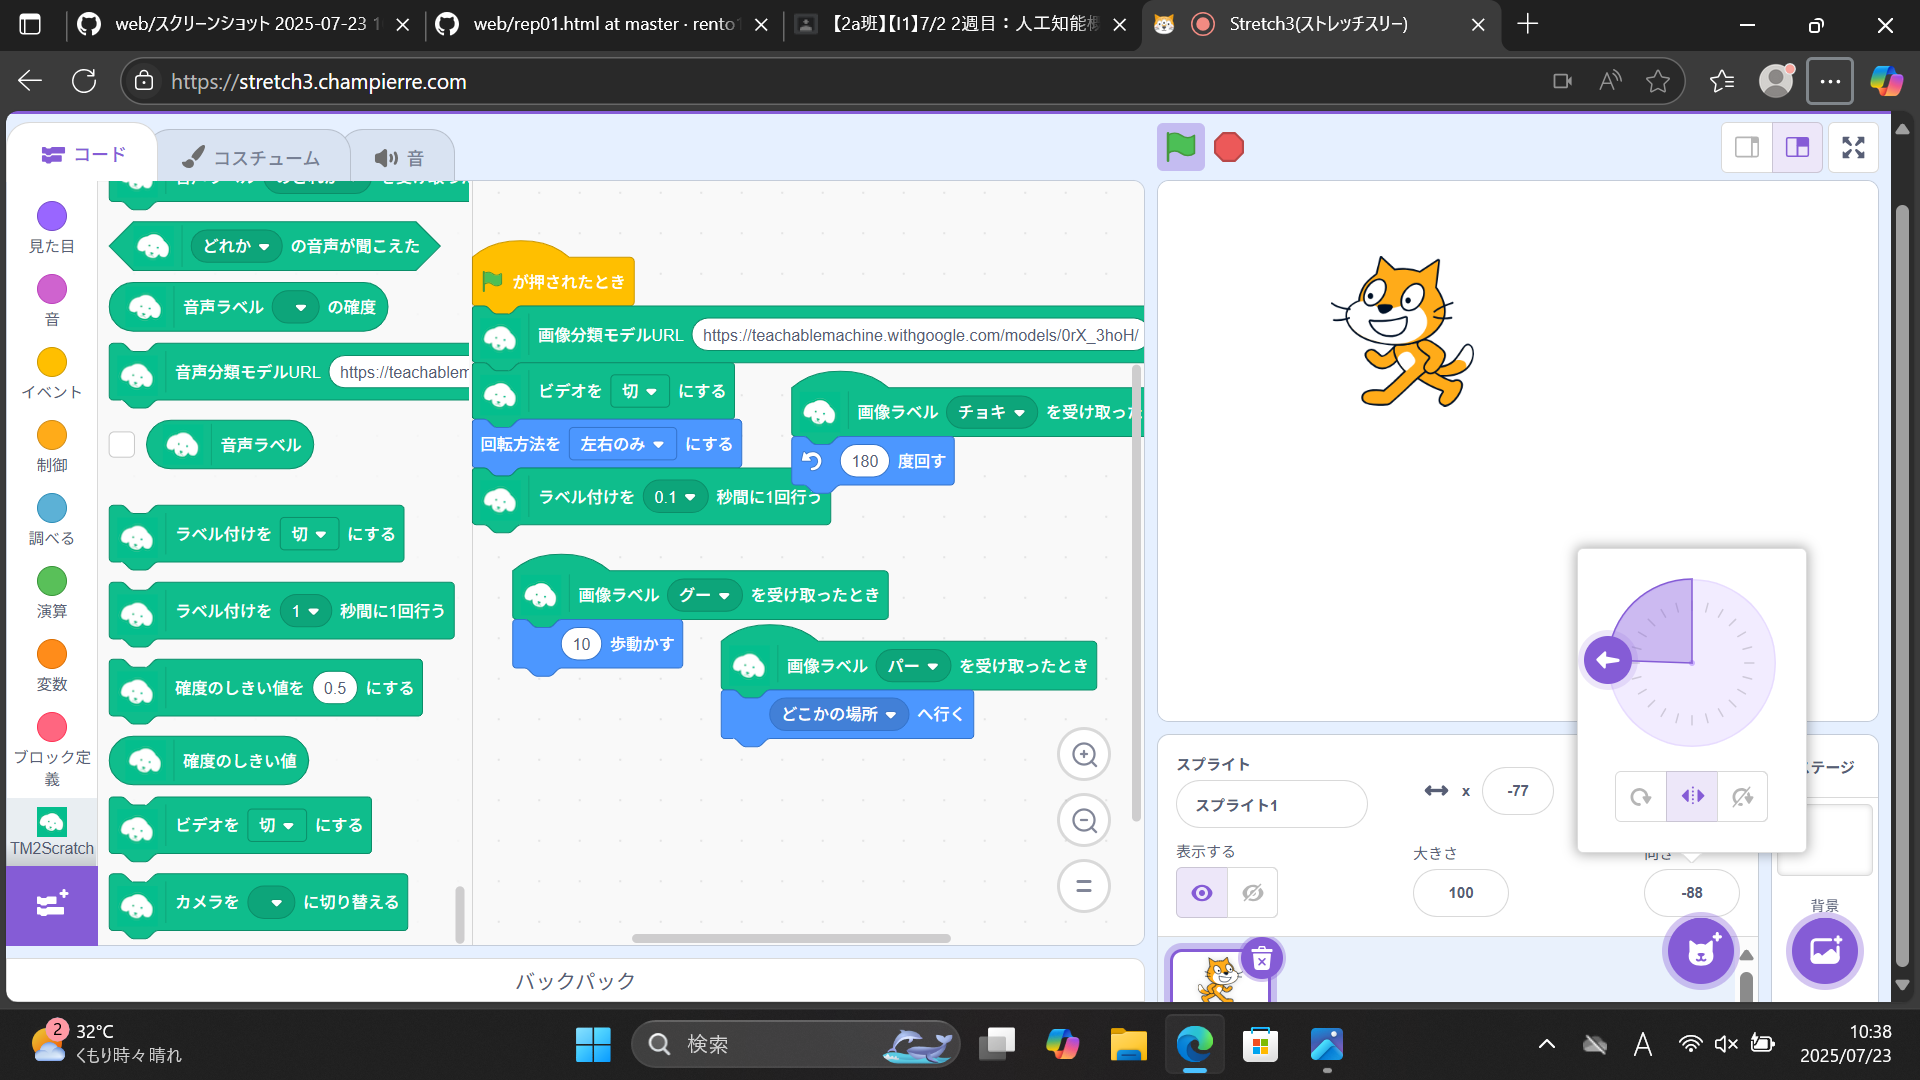 web/スクリーンショット 2025-07-23 1
web/rep01.html at master · rento
【2a班】【I1】7/2 2週目：人工知能概
Stretch3(ストレッチスリー)
https://stretch3.champierre.com
コード
コスチューム
音
見た目
音
イベント
制御
調べる
演算
変数
ブロック定義
TM2Scratch
どれか の音声が聞こえた
音声ラベル の確度
音声分類モデルURL https://teachablem
音声ラベル
ラベル付けを 切 にする
ラベル付けを 1 秒間に1回行う
確度のしきい値を 0.5 にする
確度のしきい値
ビデオを 切 にする
カメラを に切り替える
が押されたとき
画像分類モデルURL https://teachablemachine.withgoogle.com/models/0rX_3hoH/
ビデオを 切 にする
回転方法を 左右のみ にする
ラベル付けを 0.1 秒間に1回行う
画像ラベル チョキ を受け取った
180 度回す
画像ラベル グー を受け取ったとき
10 歩動かす
画像ラベル パー を受け取ったとき
どこかの場所 へ行く
バックパック
スプライト
スプライト1
x -77
表示する
大きさ
100
向き
-88
ステージ
背景
2
32°C
くもり時々晴れ
検索
A
10:38
2025/07/23